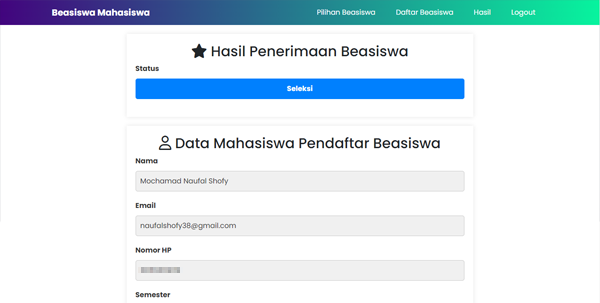 Beasiswa Mahasiswa Pilihan Beasiswa Daftar Beasiswa Hasil Logout
Hasil Penerimaan Beasiswa
Status
Seleksi
Data Mahasiswa Pendaftar Beasiswa
Nama
Mochamad Naufal Shofy
Email
naufalshofy38@gmail.com
Nomor HP
Semester